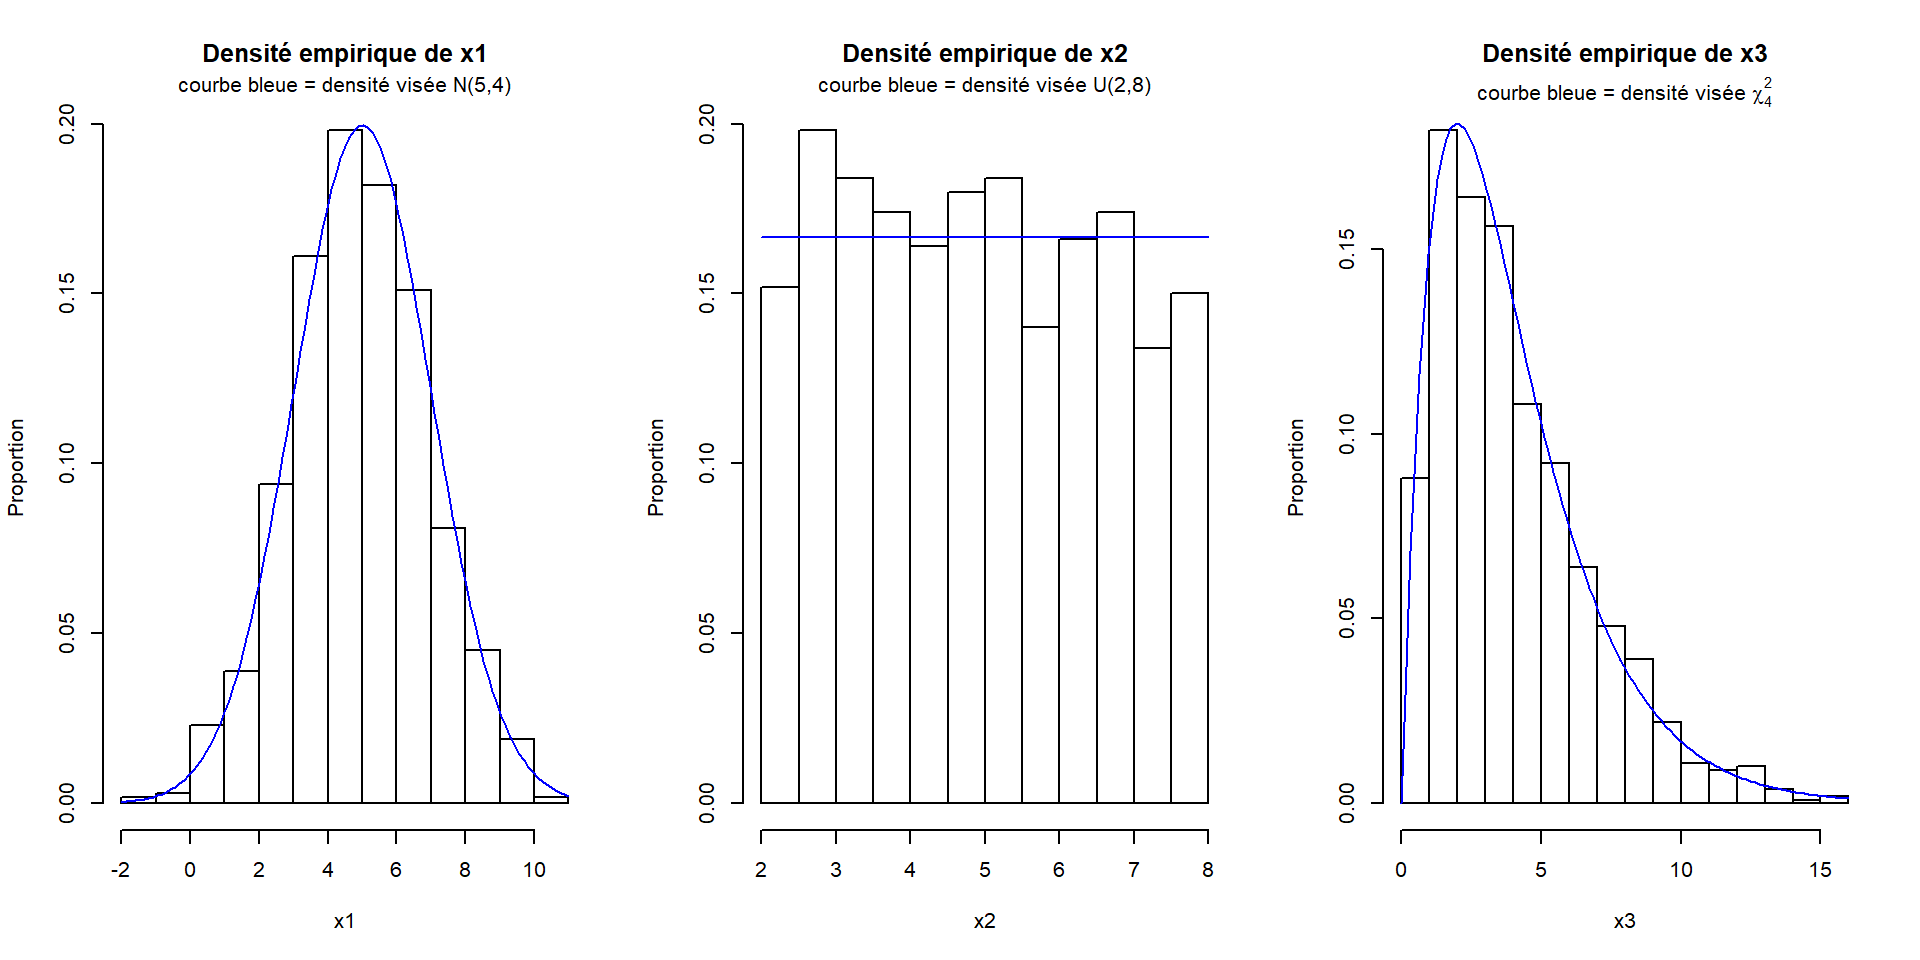 Densité empirique de x1
courbe bleue = densité visée N(5,4)
Proportion
0.00
0.05
0.10
0.15
0.20
-2 0 2 4 6 8 10
x1
Densité empirique de x2
courbe bleue = densité visée U(2,8)
Proportion
0.00
0.05
0.10
0.15
0.20
2 3 4 5 6 7 8
x2
Densité empirique de x3
courbe bleue = densité visée χ²₄
Proportion
0.00
0.05
0.10
0.15
0 5 10 15
x3